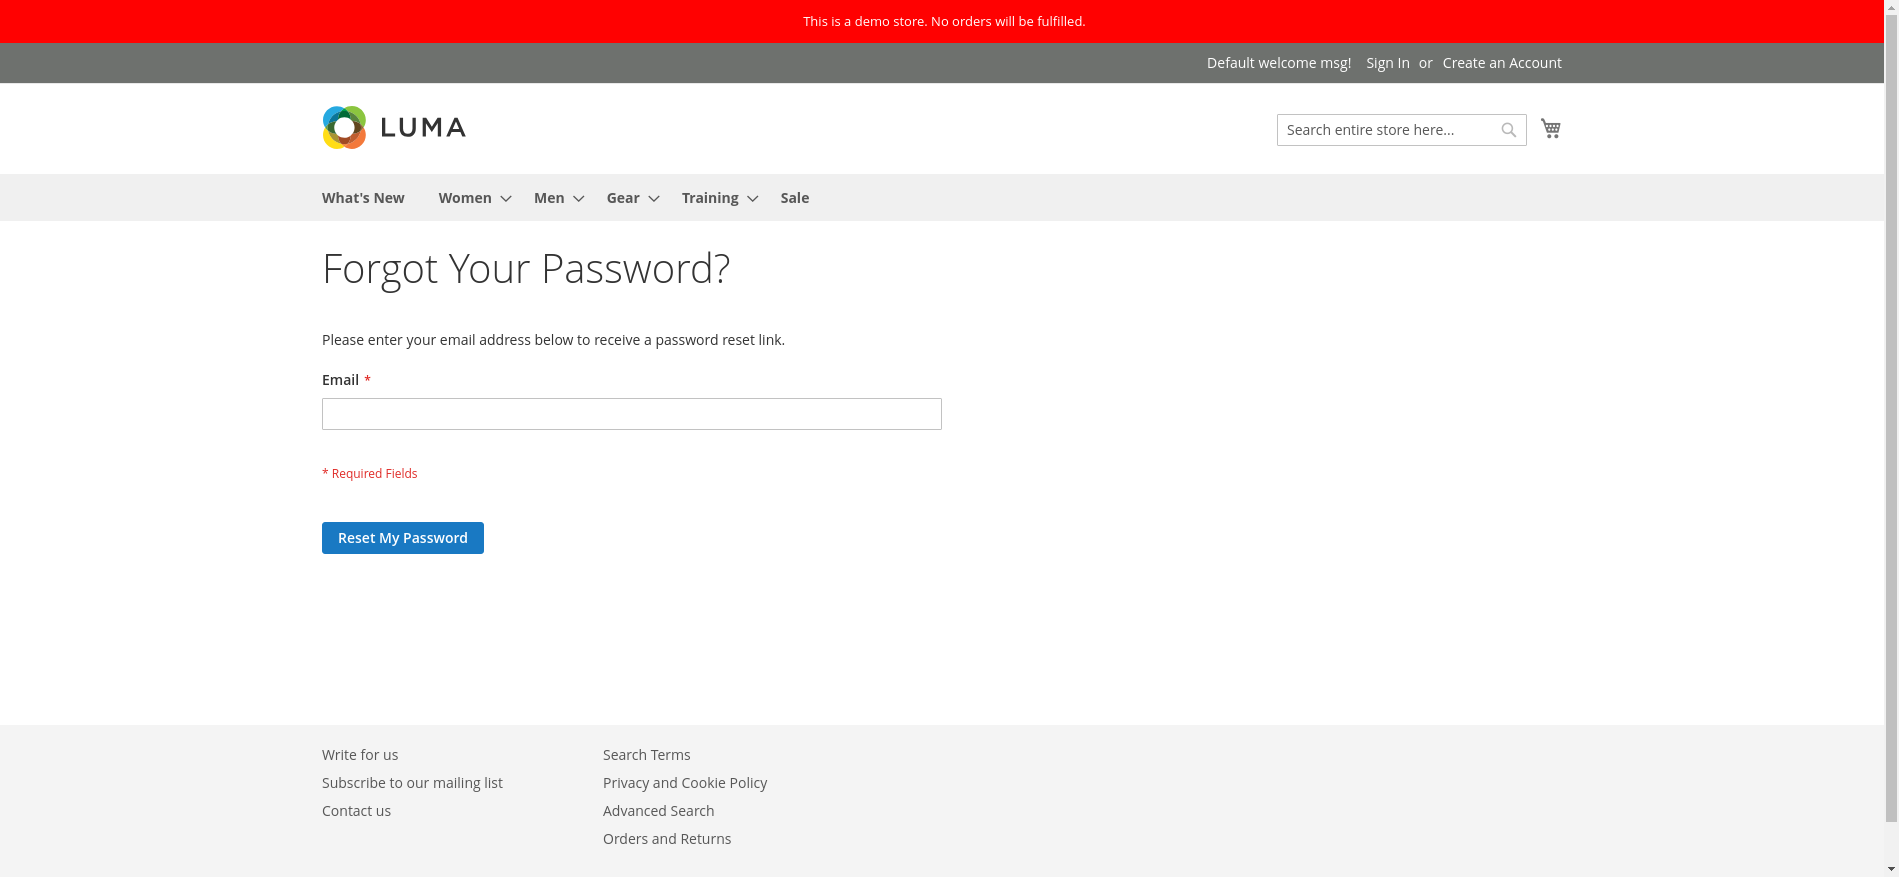 This is a demo store. No orders will be fulfilled.
Default welcome msg! Sign In or Create an Account
LUMA
Search entire store here...
What's New Women Men Gear Training Sale
Forgot Your Password?
Please enter your email address below to receive a password reset link.
Email *
* Required Fields
Reset My Password
Write for us
Subscribe to our mailing list
Contact us
Search Terms
Privacy and Cookie Policy
Advanced Search
Orders and Returns